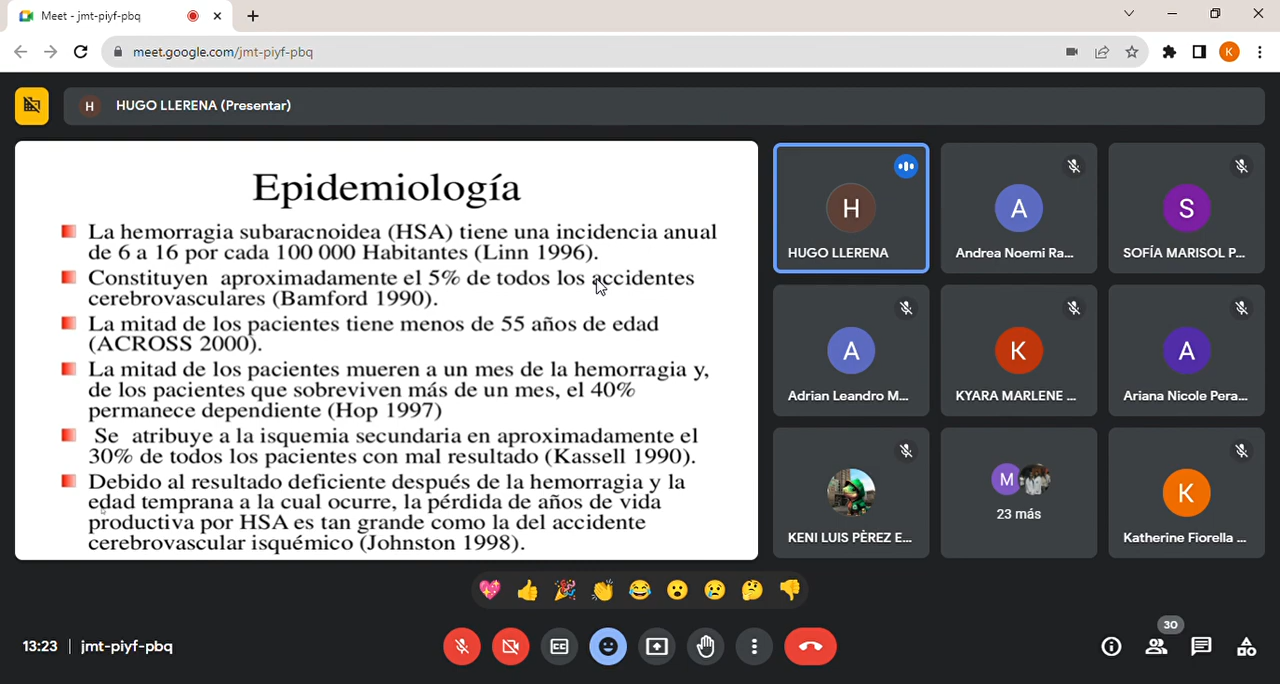 Meet - jmt-piyf-pbq
meet.google.com/jmt-piyf-pbq
K
H HUGO LLERENA (Presentar)
Epidemiología
La hemorragia subaracnoidea (HSA) tiene una incidencia anual
de 6 a 16 por cada 100 000 Habitantes (Linn 1996).
Constituyen aproximadamente el 5% de todos los accidentes
cerebrovasculares (Bamford 1990).
La mitad de los pacientes tiene menos de 55 años de edad
(ACROSS 2000).
La mitad de los pacientes mueren a un mes de la hemorragia y,
de los pacientes que sobreviven más de un mes, el 40%
permanece dependiente (Hop 1997)
Se atribuye a la isquemia secundaria en aproximadamente el
30% de todos los pacientes con mal resultado (Kassell 1990).
Debido al resultado deficiente después de la hemorragia y la
edad temprana a la cual ocurre, la pérdida de años de vida
productiva por HSA es tan grande como la del accidente
cerebrovascular isquémico (Johnston 1998).
H
HUGO LLERENA
A
Andrea Noemi Ra...
S
SOFÍA MARISOL P...
A
Adrian Leandro M...
K
KYARA MARLENE ...
A
Ariana Nicole Pera...
KENI LUIS PÈREZ E...
M
23 más
K
Katherine Fiorella ...
13:23 | jmt-piyf-pbq
CC
30